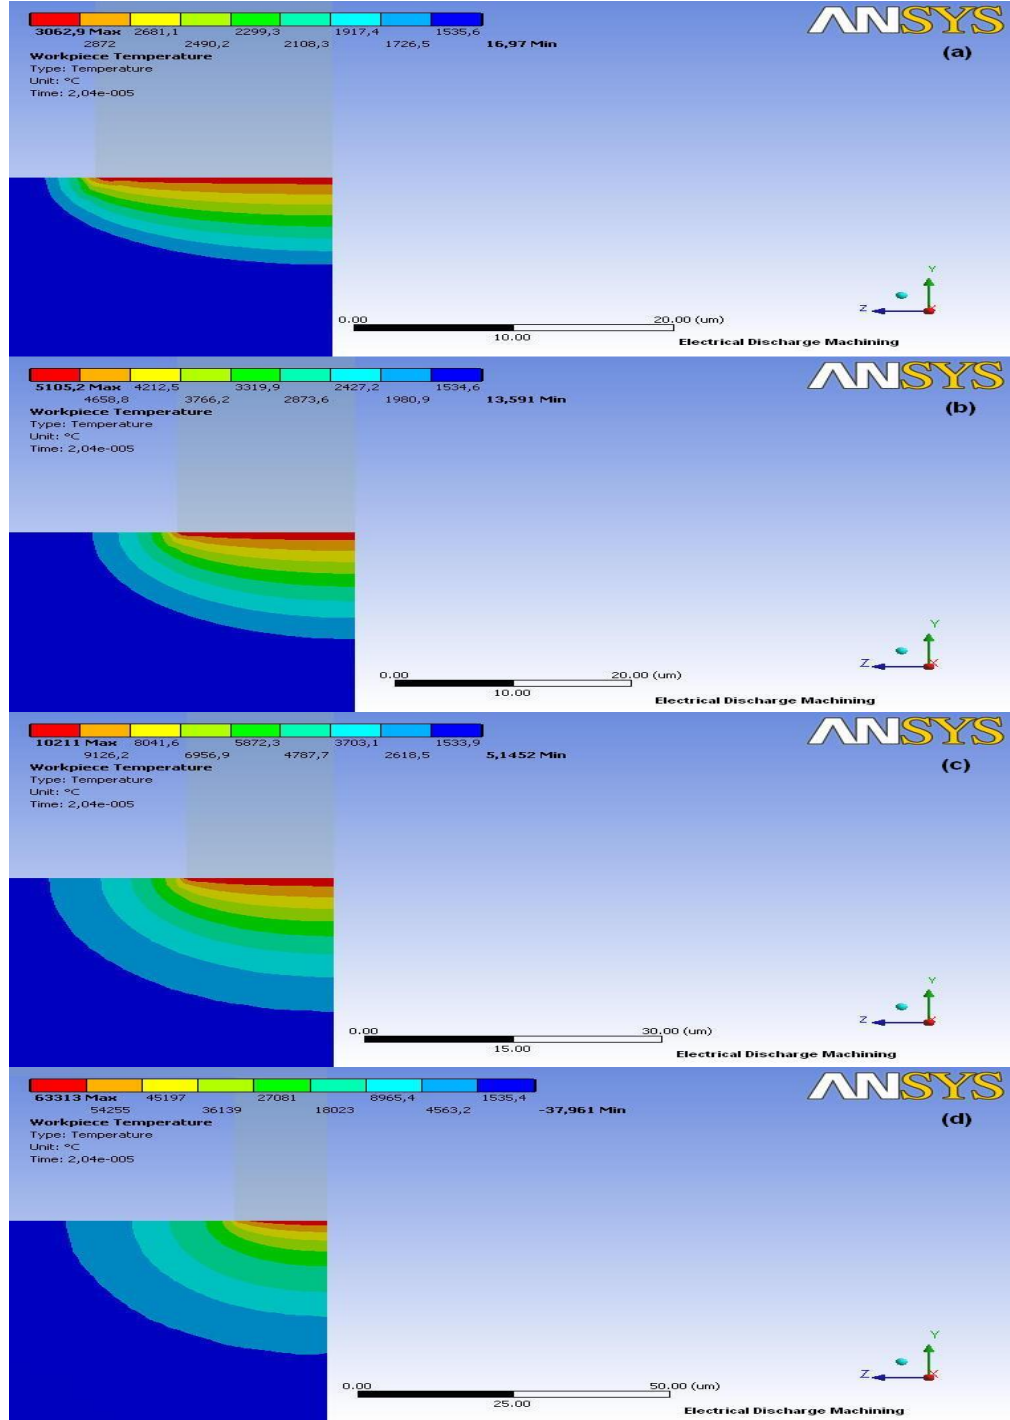 ANSYS
(a)
3062,9 Max 2681,1 2299,3 1917,4 1535,6
2872 2490,2 2108,3 1726,5 16,97 Min
Workpiece Temperature
Type: Temperature
Unit: °C
Time: 2,04e-005
Y
Z
X
0.00 20.00 (um)
10.00
Electrical Discharge Machining
ANSYS
(b)
5105,2 Max 4212,5 3319,9 2427,2 1534,6
4658,8 3766,2 2873,6 1980,9 13,591 Min
Workpiece Temperature
Type: Temperature
Unit: °C
Time: 2,04e-005
Y
Z
X
0.00 20.00 (um)
10.00
Electrical Discharge Machining
ANSYS
(c)
10211 Max 8041,6 5872,3 3703,1 1533,9
9126,2 6956,9 4787,7 2618,5 5,1452 Min
Workpiece Temperature
Type: Temperature
Unit: °C
Time: 2,04e-005
Y
Z
X
0.00 30.00 (um)
15.00
Electrical Discharge Machining
ANSYS
(d)
63313 Max 45197 27081 8965,4 1535,4
54255 36139 18023 4563,2 -37,961 Min
Workpiece Temperature
Type: Temperature
Unit: °C
Time: 2,04e-005
Y
Z
X
0.00 50.00 (um)
25.00
Electrical Discharge Machining